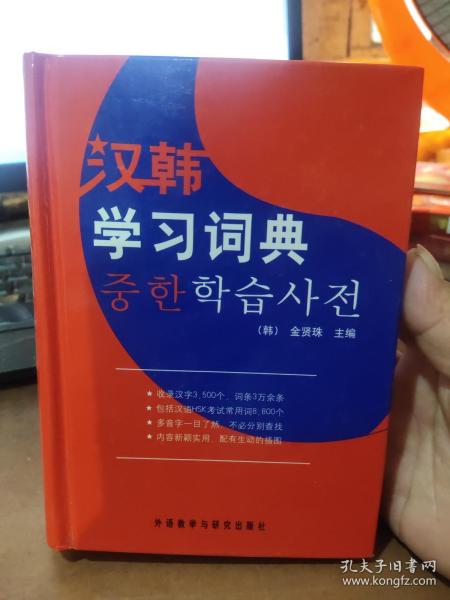 汉韩
学习词典
중한학습사전
（韩） 金贤珠 主编
★ 收录汉字3,500个，词条3万余条
★ 包括汉语HSK考试常用词8,800个
★ 多音字一目了然，不必分别查找
★ 内容新颖实用，配有生动的插图
外语教学与研究出版社
孔夫子旧书网
www.kongfz.com